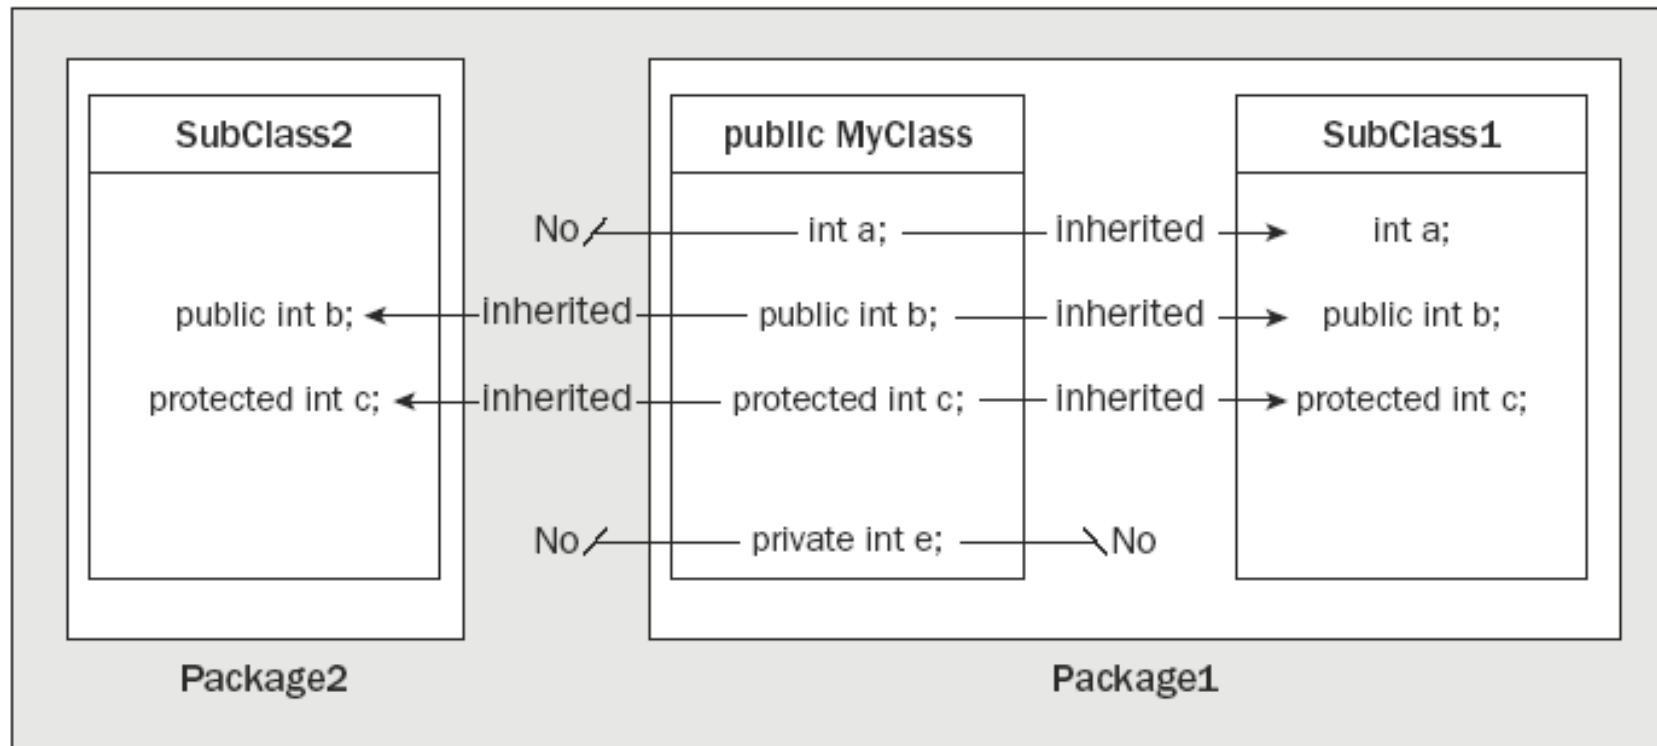 SubClass2
public MyClass
SubClass1
No
int a;
inherited
int a;
public int b;
inherited
public int b;
inherited
public int b;
protected int c;
inherited
protected int c;
inherited
protected int c;
No
private int e;
No
Package2
Package1